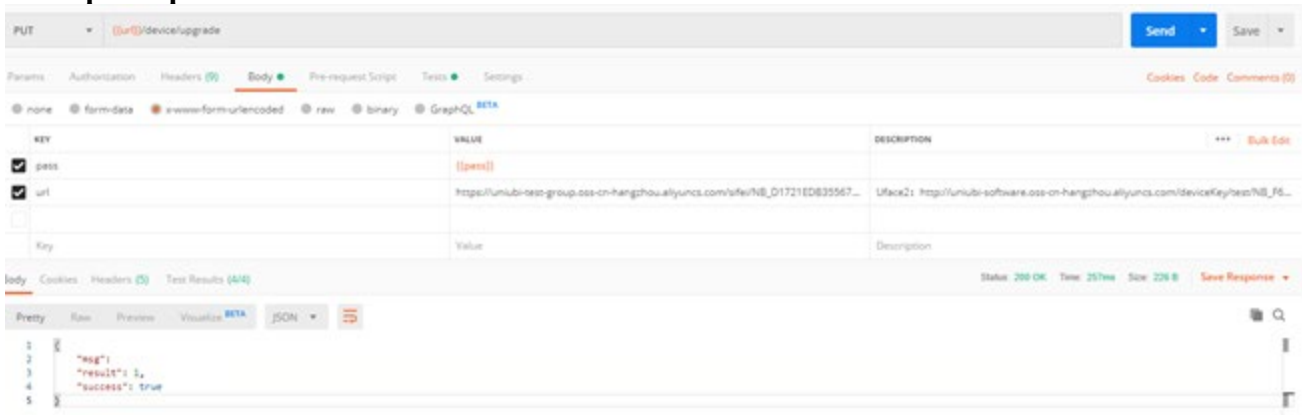 PUT {{url}}/device/upgrade Send Save
Params Authorization Headers (9) Body Pre-request Script Tests Settings Cookies Code Comments (0)
none form-data x-www-form-urlencoded raw binary GraphQL BETA
KEY VALUE DESCRIPTION ••• Bulk Edit
pass {{pass}}
url https://uniubi-test-group.oss-cn-hangzhou.aliyuncs.com/sifei/NB_D1721EDB35567... Uface2: http://uniubi-software.oss-cn-hangzhou.aliyuncs.com/deviceKey/test/NB_F6...
Key Value Description
Body Cookies Headers (5) Test Results (4/4) Status: 200 OK Time: 257ms Size: 226 B Save Response
Pretty Raw Preview Visualize BETA JSON
1 {
2 "msg":
3 "result": 1,
4 "success": true
5 }